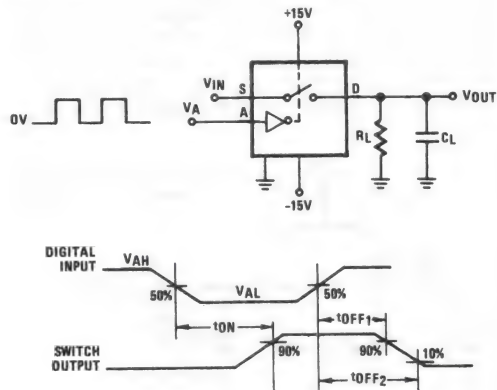 +15V
VIN
S
D
VOUT
VA
A
0V
RL
CL
-15V
DIGITAL
INPUT
VAH
VAL
50%
50%
tON
tOFF1
SWITCH
OUTPUT
90%
90%
10%
tOFF2